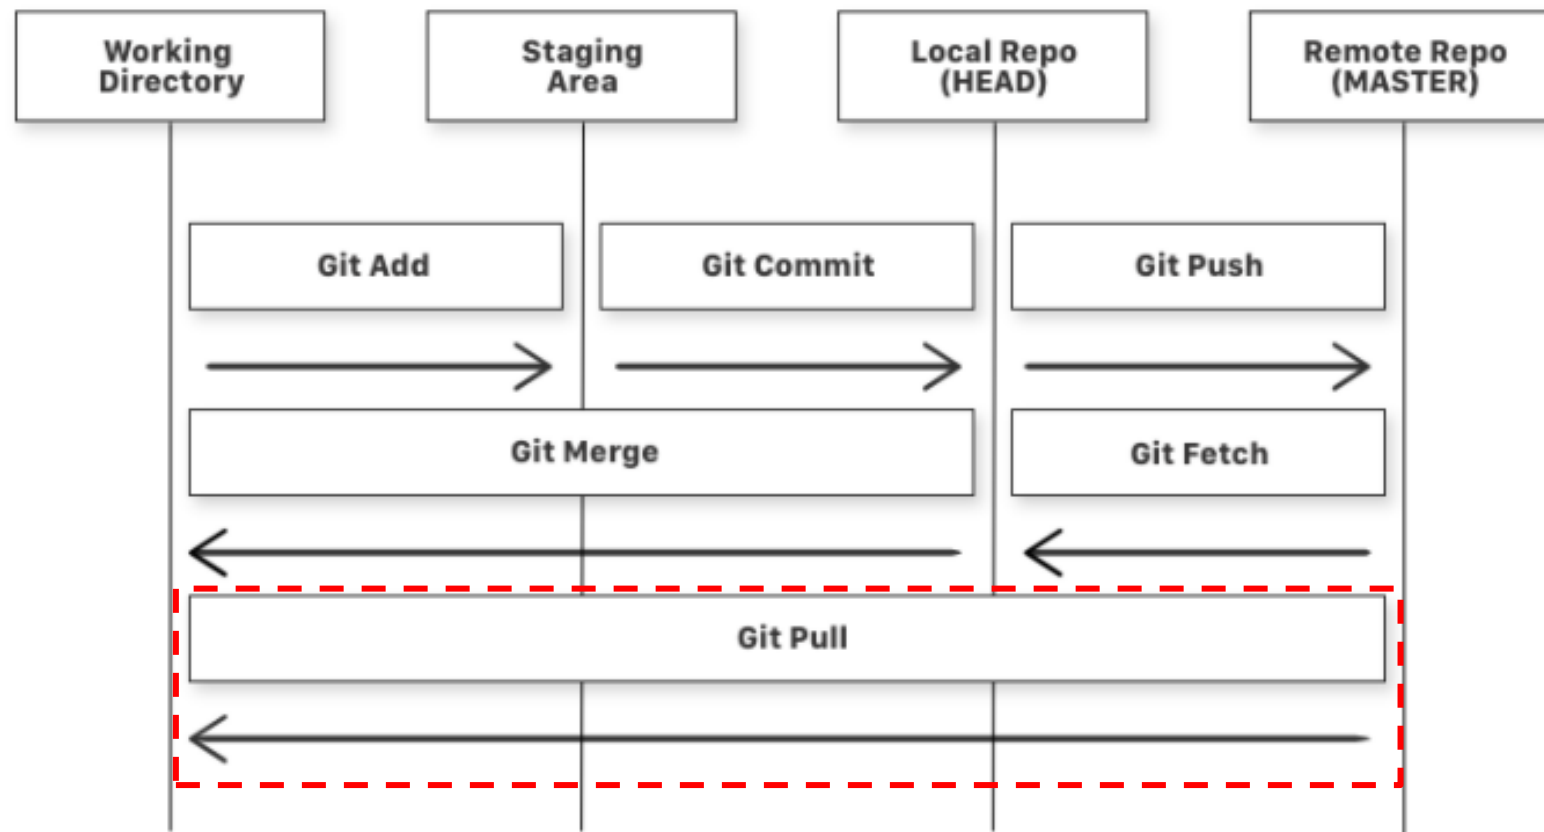 Working
Directory
Staging
Area
Local Repo
(HEAD)
Remote Repo
(MASTER)
Git Add
Git Commit
Git Push
Git Merge
Git Fetch
Git Pull